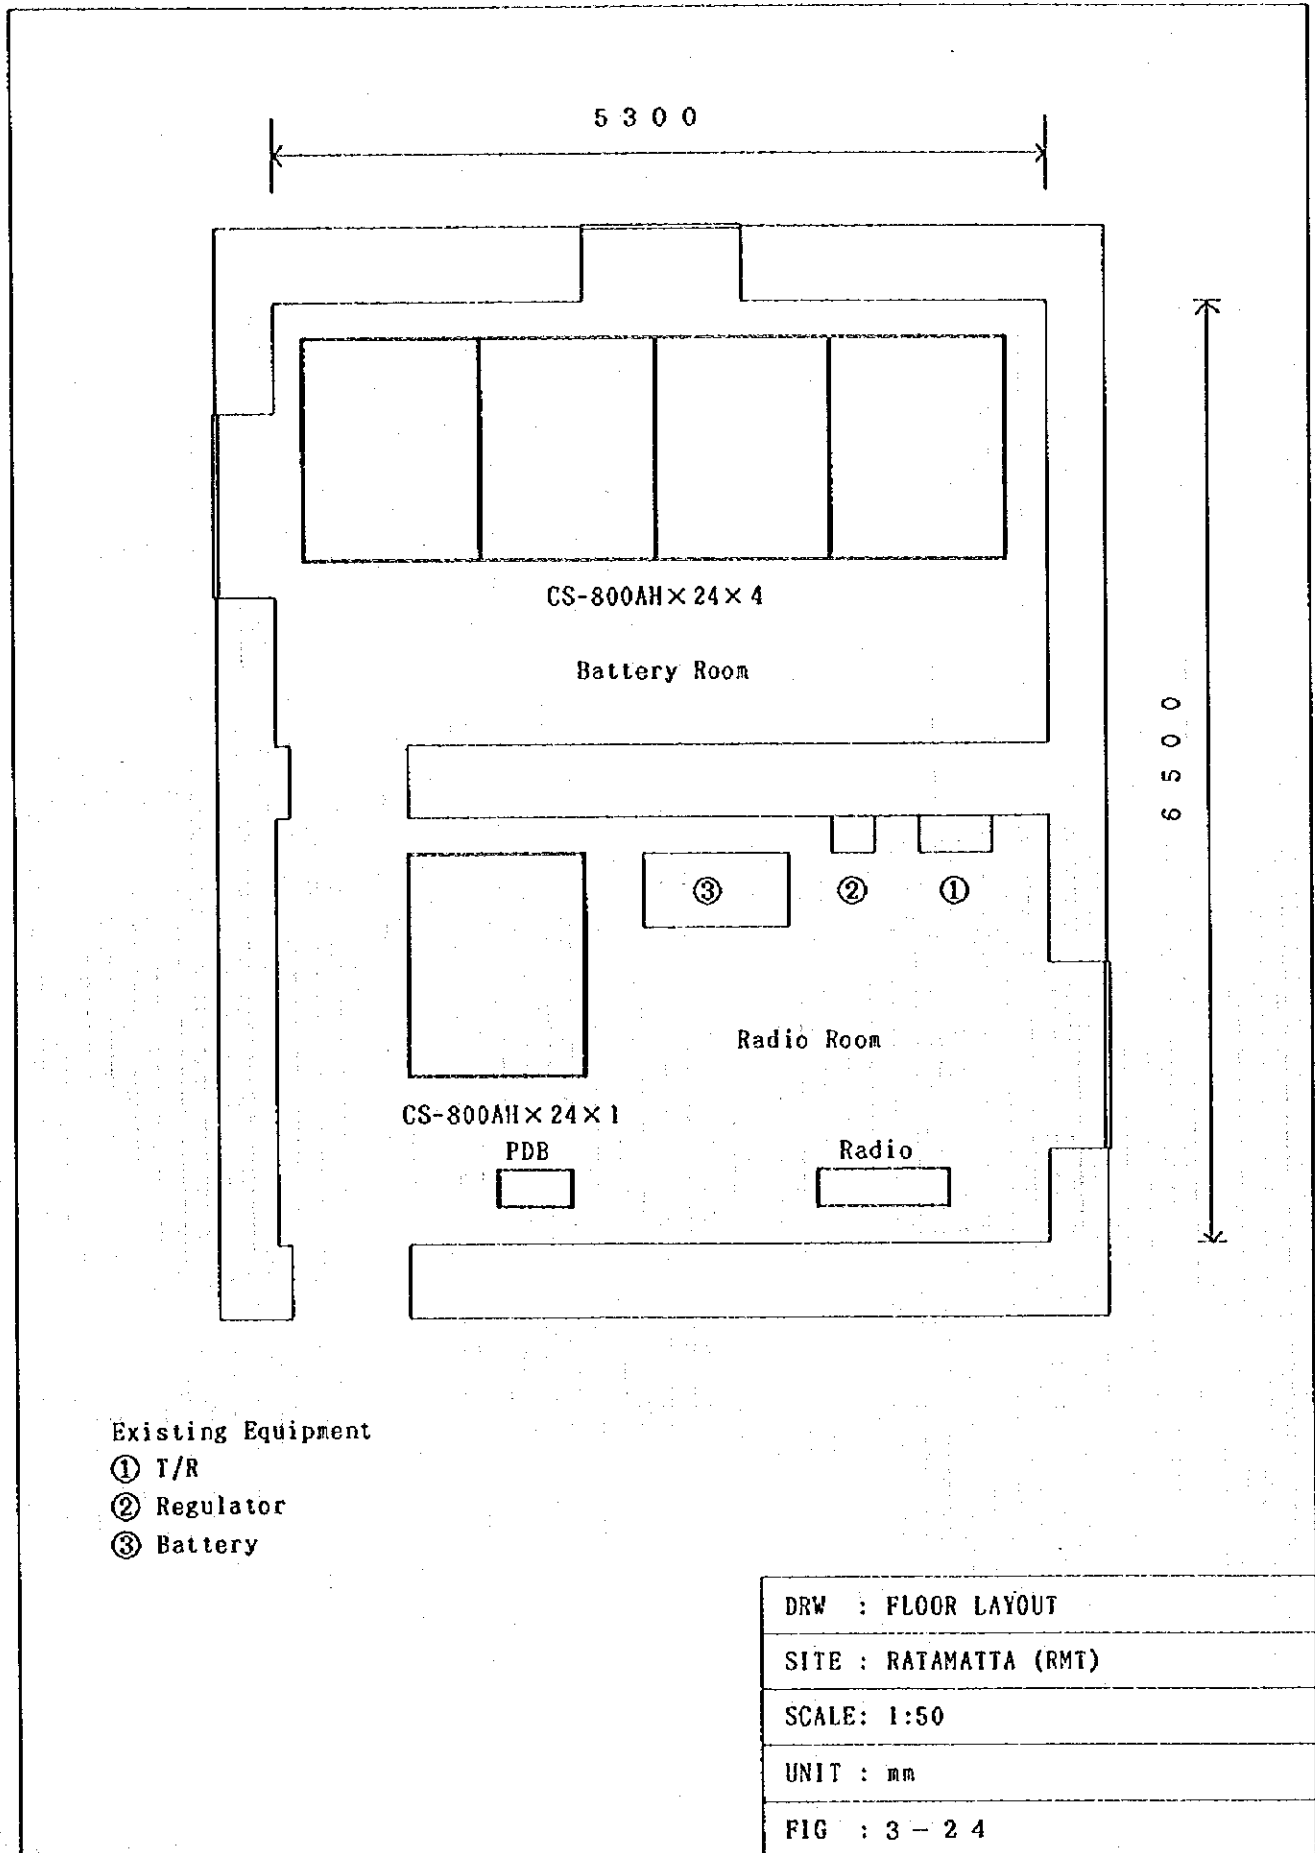 5300
CS-800AH×24×4
Battery Room
6500
③ ② ①
Radio Room
CS-800AH×24×1
PDB
Radio
Existing Equipment
① T/R
② Regulator
③ Battery
DRW : FLOOR LAYOUT
SITE : RATAMATTA (RMT)
SCALE: 1:50
UNIT : mm
FIG : 3-24